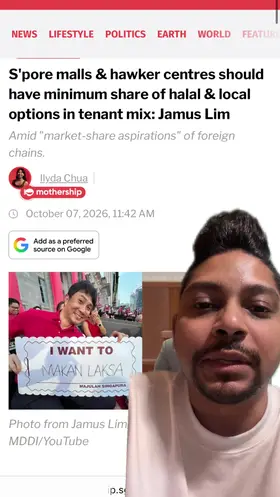 NEWS LIFESTYLE POLITICS EARTH WORLD
S'pore malls & hawker centres should
have minimum share of halal & local
options in tenant mix: Jamus Lim
Amid "market-share aspirations" of foreign
chains.
Ilyda Chua
mothership
October 07, 2026, 11:42 AM
Add as a preferred
source on Google
I WANT TO
MAKAN LAKSA
MAJULAH SINGAPURA
Photo from Jamus Lim
MDDI/YouTube